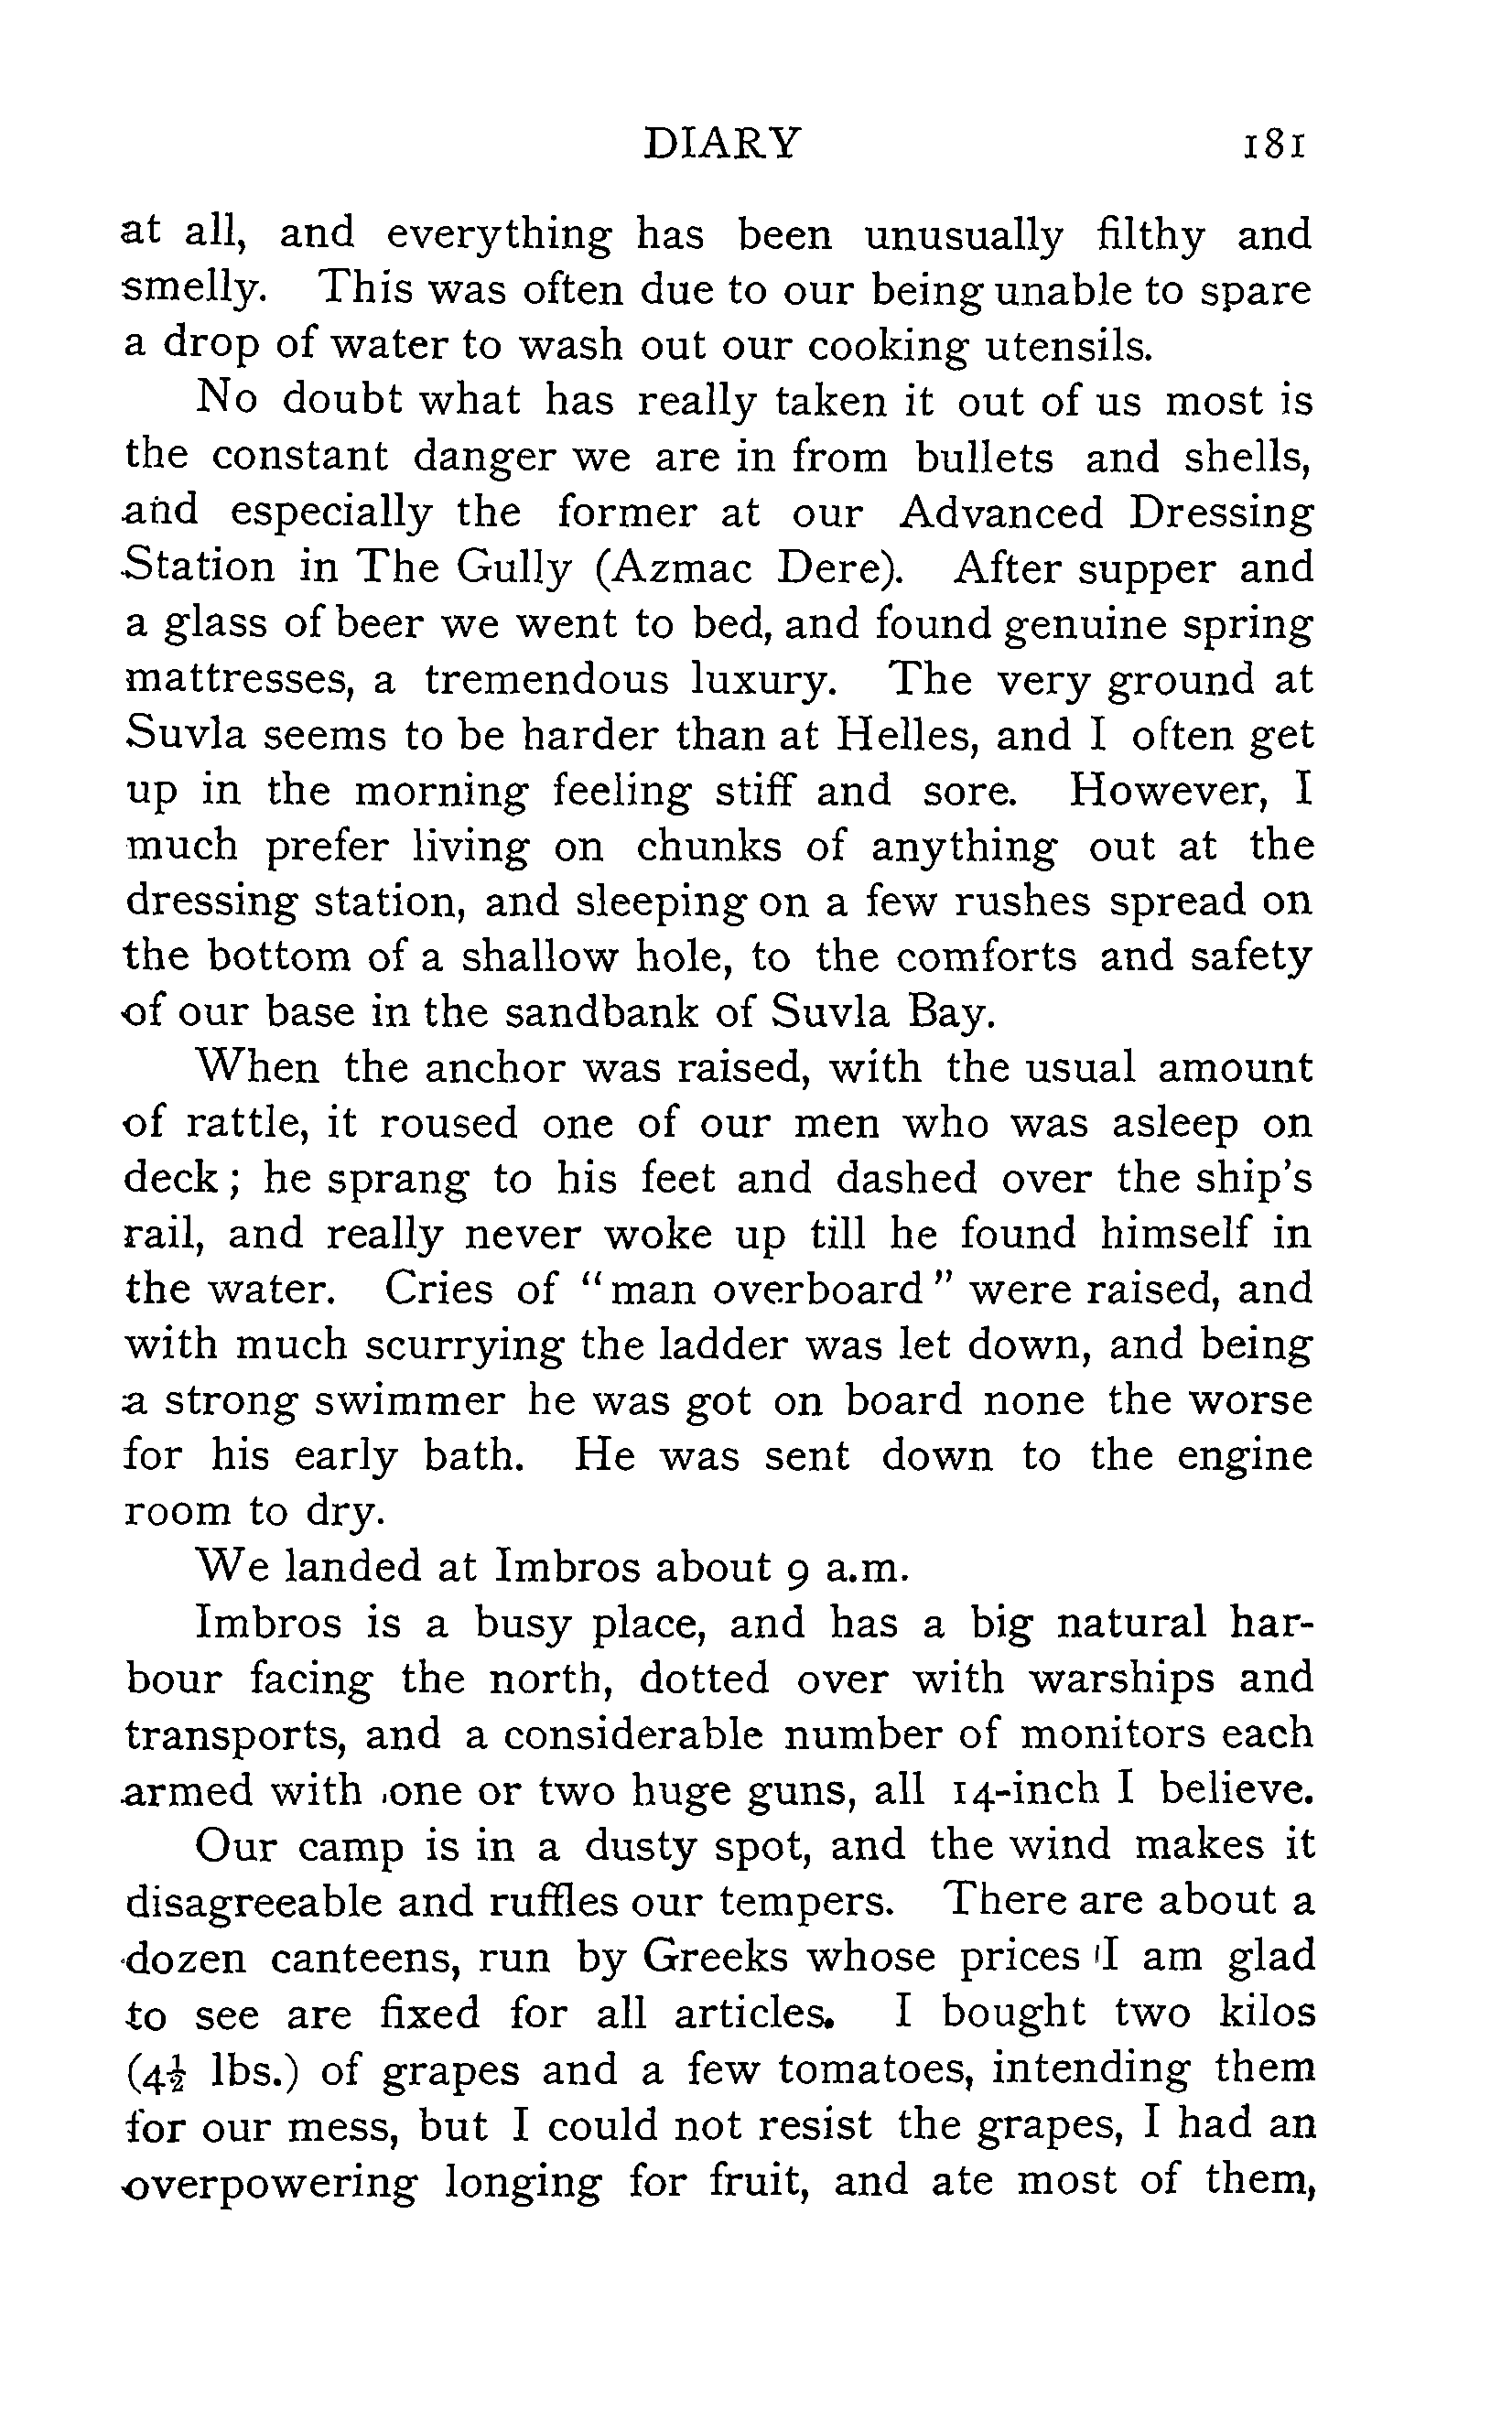 DIARY 181
at all, and everything has been unusually filthy and
smelly. This was often due to our being unable to spare
a drop of water to wash out our cooking utensils.
No doubt what has really taken it out of us most is
the constant danger we are in from bullets and shells,
and especially the former at our Advanced Dressing
Station in The Gully (Azmac Dere). After supper and
a glass of beer we went to bed, and found genuine spring
mattresses, a tremendous luxury. The very ground at
Suvla seems to be harder than at Helles, and I often get
up in the morning feeling stiff and sore. However, I
much prefer living on chunks of anything out at the
dressing station, and sleeping on a few rushes spread on
the bottom of a shallow hole, to the comforts and safety
of our base in the sandbank of Suvla Bay.
When the anchor was raised, with the usual amount
of rattle, it roused one of our men who was asleep on
deck; he sprang to his feet and dashed over the ship's
rail, and really never woke up till he found himself in
the water. Cries of "man overboard" were raised, and
with much scurrying the ladder was let down, and being
a strong swimmer he was got on board none the worse
for his early bath. He was sent down to the engine
room to dry.
We landed at Imbros about 9 a.m.
Imbros is a busy place, and has a big natural har-
bour facing the north, dotted over with warships and
transports, and a considerable number of monitors each
armed with one or two huge guns, all 14-inch I believe.
Our camp is in a dusty spot, and the wind makes it
disagreeable and ruffles our tempers. There are about a
dozen canteens, run by Greeks whose prices I am glad
to see are fixed for all articles. I bought two kilos
(4½ lbs.) of grapes and a few tomatoes, intending them
for our mess, but I could not resist the grapes, I had an
overpowering longing for fruit, and ate most of them,